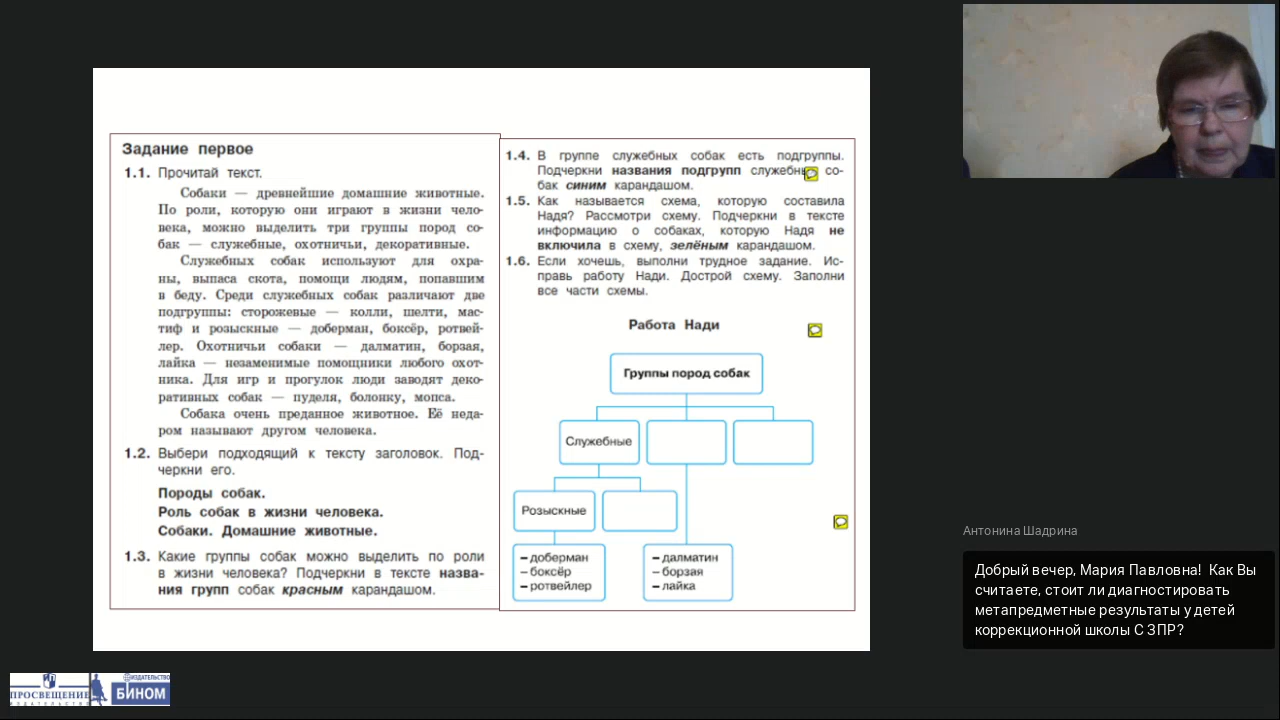 Задание первое
1.1. Прочитай текст.
Собаки — древнейшие домашние животные.
По роли, которую они играют в жизни чело-
века, можно выделить три группы пород со-
бак — служебные, охотничьи, декоративные.
Служебных собак используют для охра-
ны, выпаса скота, помощи людям, попавшим
в беду. Среди служебных собак различают две
подгруппы: сторожевые — колли, шелти, мас-
тиф и розыскные — доберман, боксёр, ротвей-
лер. Охотничьи собаки — далматин, борзая,
лайка — незаменимые помощники любого охот-
ника. Для игр и прогулок люди заводят деко-
ративных собак — пуделя, болонку, мопса.
Собака очень преданное животное. Её неда-
ром называют другом человека.
1.2. Выбери подходящий к тексту заголовок. Под-
черкни его.
Породы собак.
Роль собак в жизни человека.
Собаки. Домашние животные.
1.3. Какие группы собак можно выделить по роли
в жизни человека? Подчеркни в тексте назва-
ния групп собак красным карандашом.
1.4. В группе служебных собак есть подгруппы.
Подчеркни названия подгрупп служебных со-
бак синим карандашом.
1.5. Как называется схема, которую составила
Надя? Рассмотри схему. Подчеркни в тексте
информацию о собаках, которую Надя не
включила в схему, зелёным карандашом.
1.6. Если хочешь, выполни трудное задание. Ис-
правь работу Нади. Дострой схему. Заполни
все части схемы.
Работа Нади
Группы пород собак
Служебные
Розыскные
– доберман
– боксёр
– ротвейлер
– далматин
– борзая
– лайка
Антонина Шадрина
Добрый вечер, Мария Павловна! Как Вы
считаете, стоит ли диагностировать
метапредметные результаты у детей
коррекционной школы С ЗПР?
ПРОСВЕЩЕНИЕ
ИЗДАТЕЛЬСТВО
ИЗДАТЕЛЬСТВО
БИНОМ